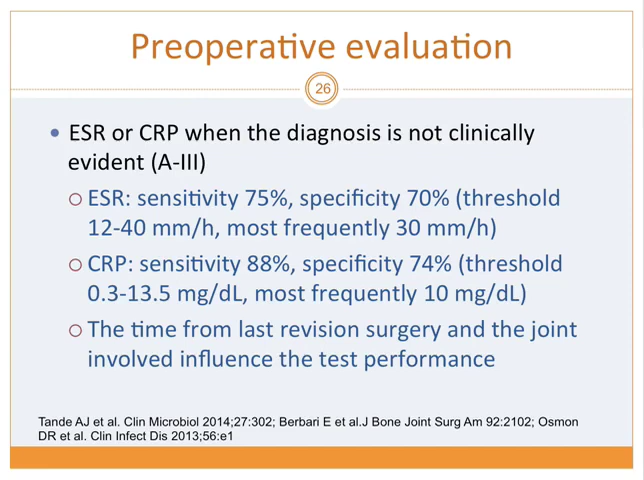 Preoperative evaluation
26
• ESR or CRP when the diagnosis is not clinically
evident (A-III)
○ ESR: sensitivity 75%, specificity 70% (threshold
12-40 mm/h, most frequently 30 mm/h)
○ CRP: sensitivity 88%, specificity 74% (threshold
0.3-13.5 mg/dL, most frequently 10 mg/dL)
○ The time from last revision surgery and the joint
involved influence the test performance
Tande AJ et al. Clin Microbiol 2014;27:302; Berbari E et al.J Bone Joint Surg Am 92:2102; Osmon
DR et al. Clin Infect Dis 2013;56:e1